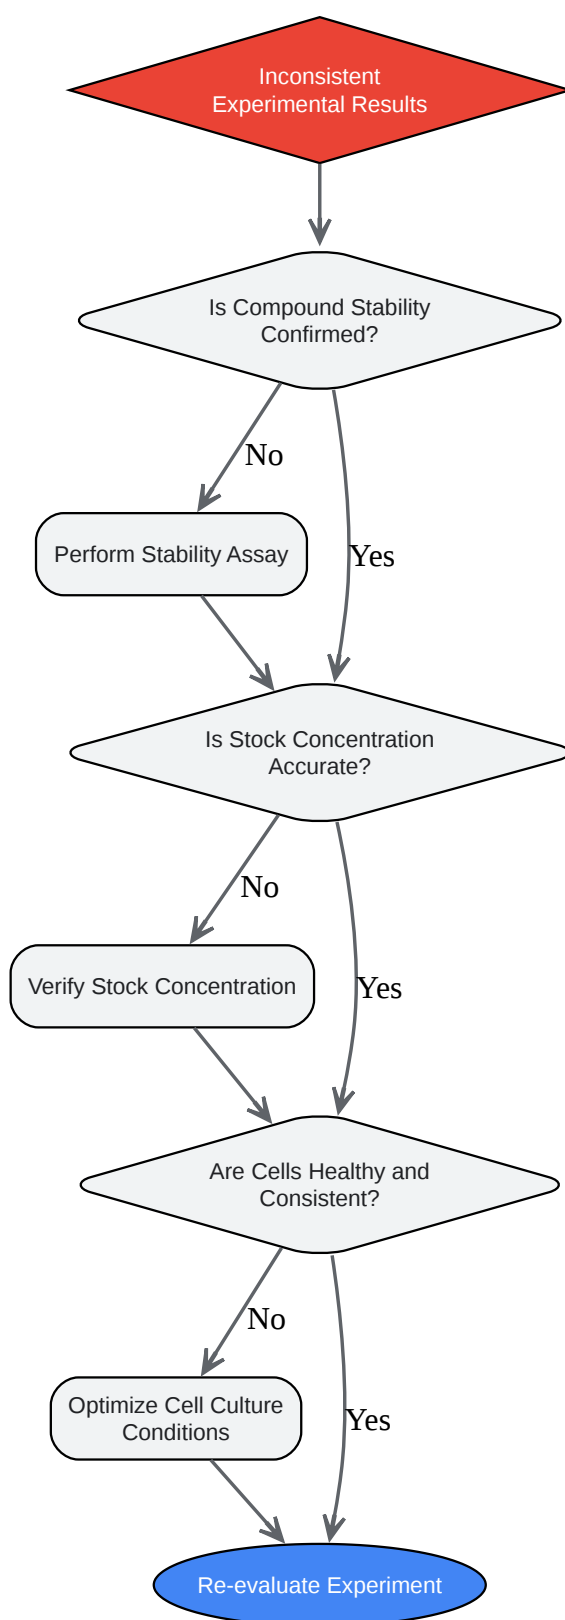 Inconsistent
Experimental Results
Is Compound Stability
Confirmed?
No
Perform Stability Assay
Yes
Is Stock Concentration
Accurate?
No
Verify Stock Concentration
Yes
Are Cells Healthy and
Consistent?
No
Optimize Cell Culture
Conditions
Yes
Re-evaluate Experiment